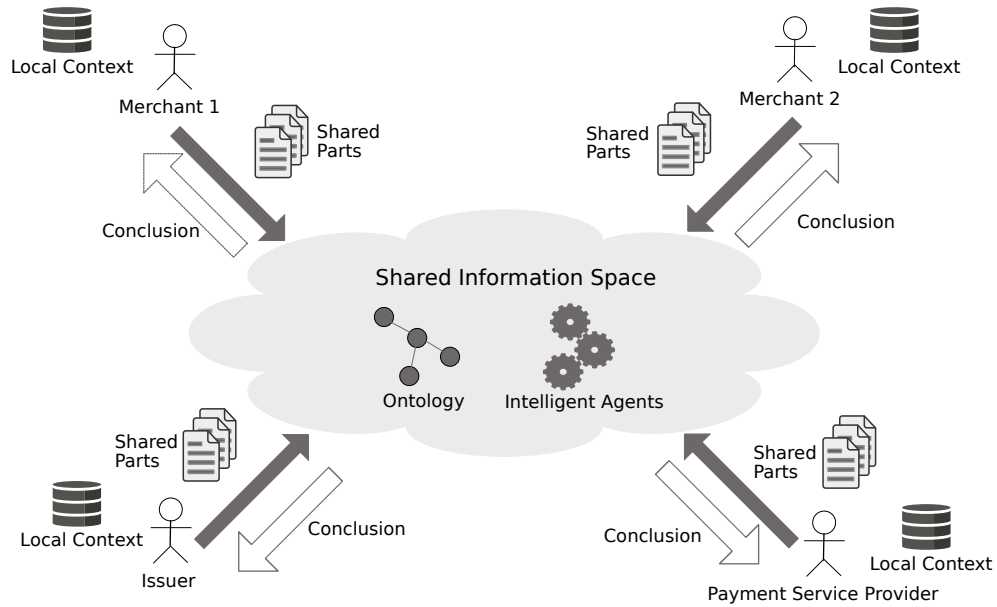 Local Context
Merchant 1
Shared
Parts
Conclusion
Merchant 2
Local Context
Shared
Parts
Conclusion
Shared Information Space
Ontology
Intelligent Agents
Shared
Parts
Local Context
Issuer
Conclusion
Shared
Parts
Conclusion
Local Context
Payment Service Provider